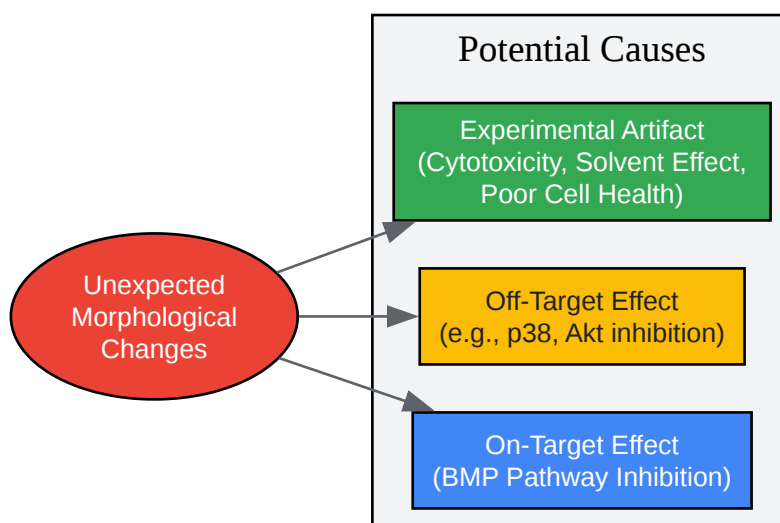 Potential Causes
Experimental Artifact
(Cytotoxicity, Solvent Effect,
Poor Cell Health)
Unexpected
Morphological
Changes
Off-Target Effect
(e.g., p38, Akt inhibition)
On-Target Effect
(BMP Pathway Inhibition)